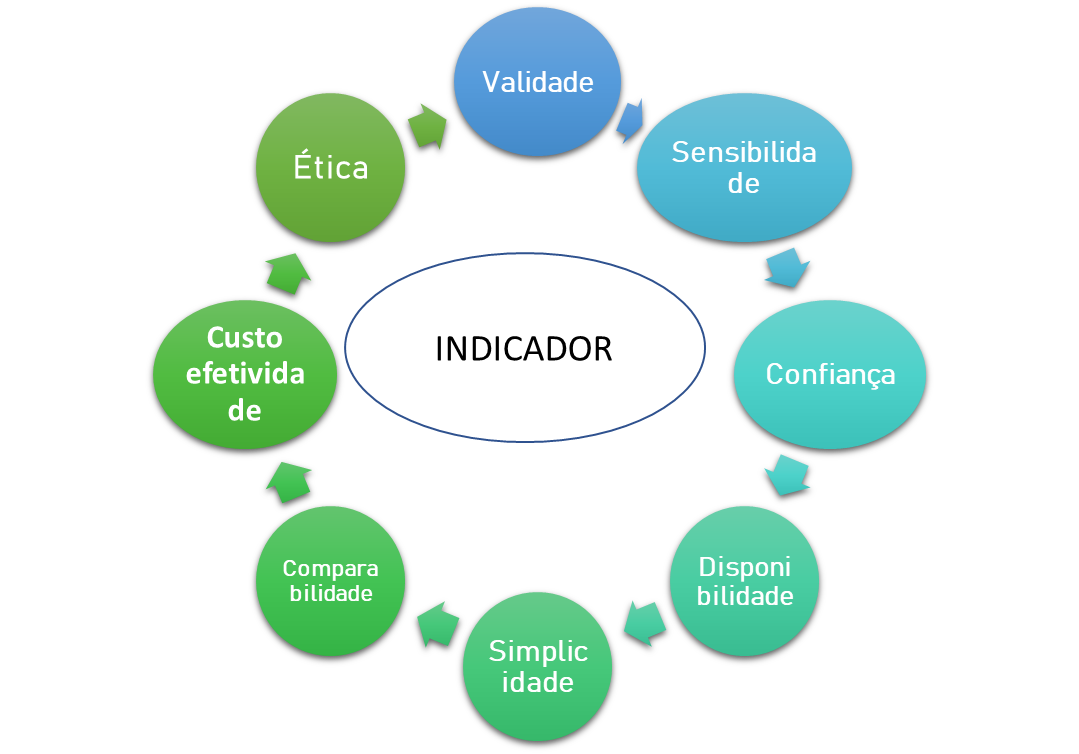 Validade
Sensibilida
de
Confiança
Disponi
bilidade
Simplic
idade
Compara
bilidade
Custo
efetivida
de
Ética
INDICADOR